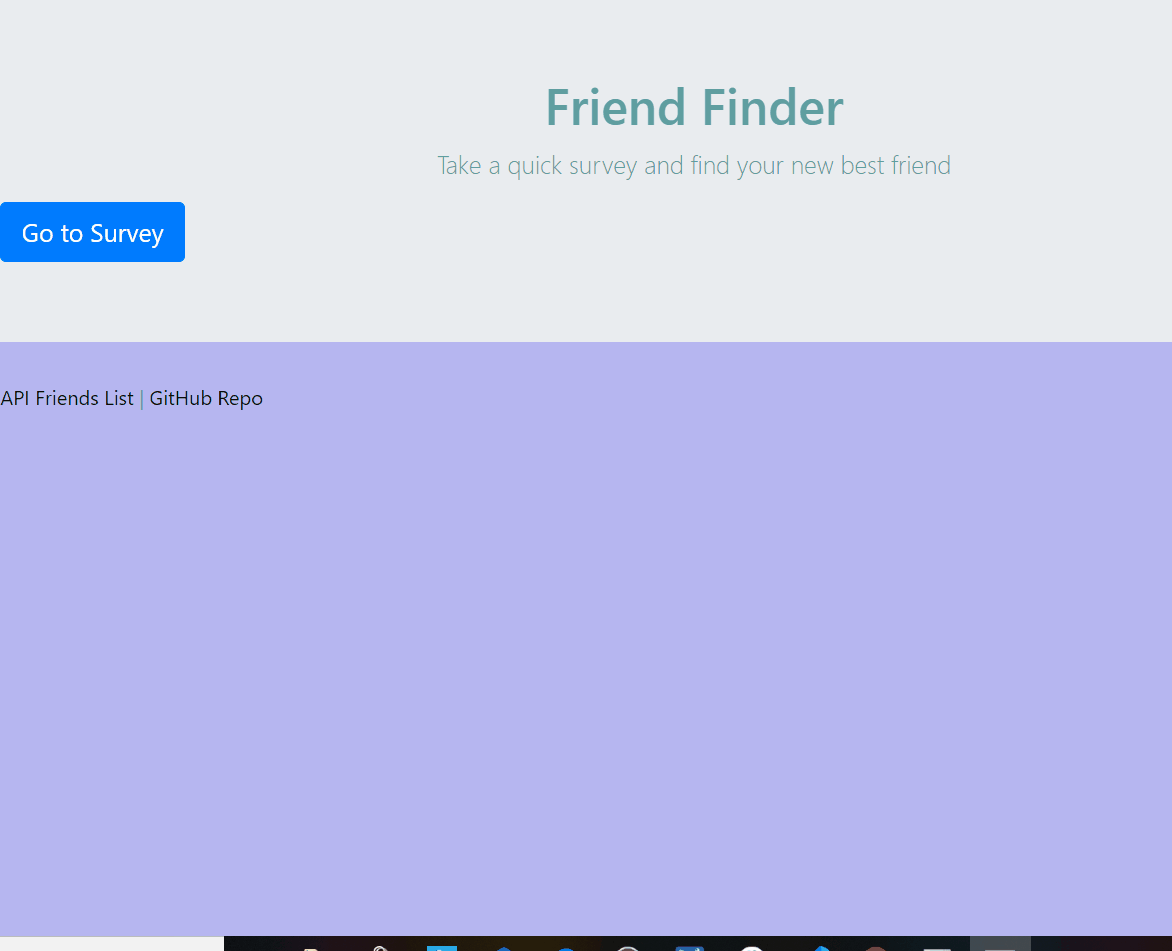 Friend Finder
Take a quick survey and find your new best friend
Go to Survey
API Friends List | GitHub Repo